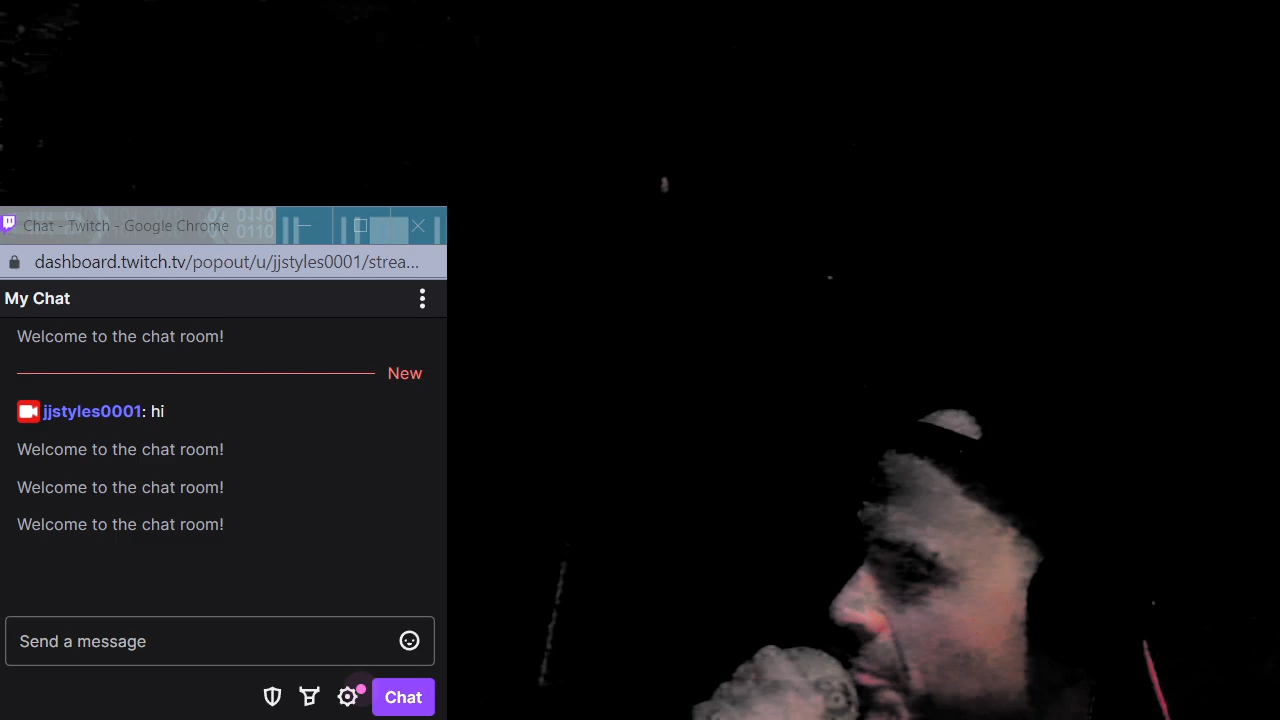 Chat - Twitch - Google Chrome
dashboard.twitch.tv/popout/u/jjstyles0001/strea...
My Chat
Welcome to the chat room!
New
jjstyles0001: hi
Welcome to the chat room!
Welcome to the chat room!
Welcome to the chat room!
Send a message
Chat
0110
0110